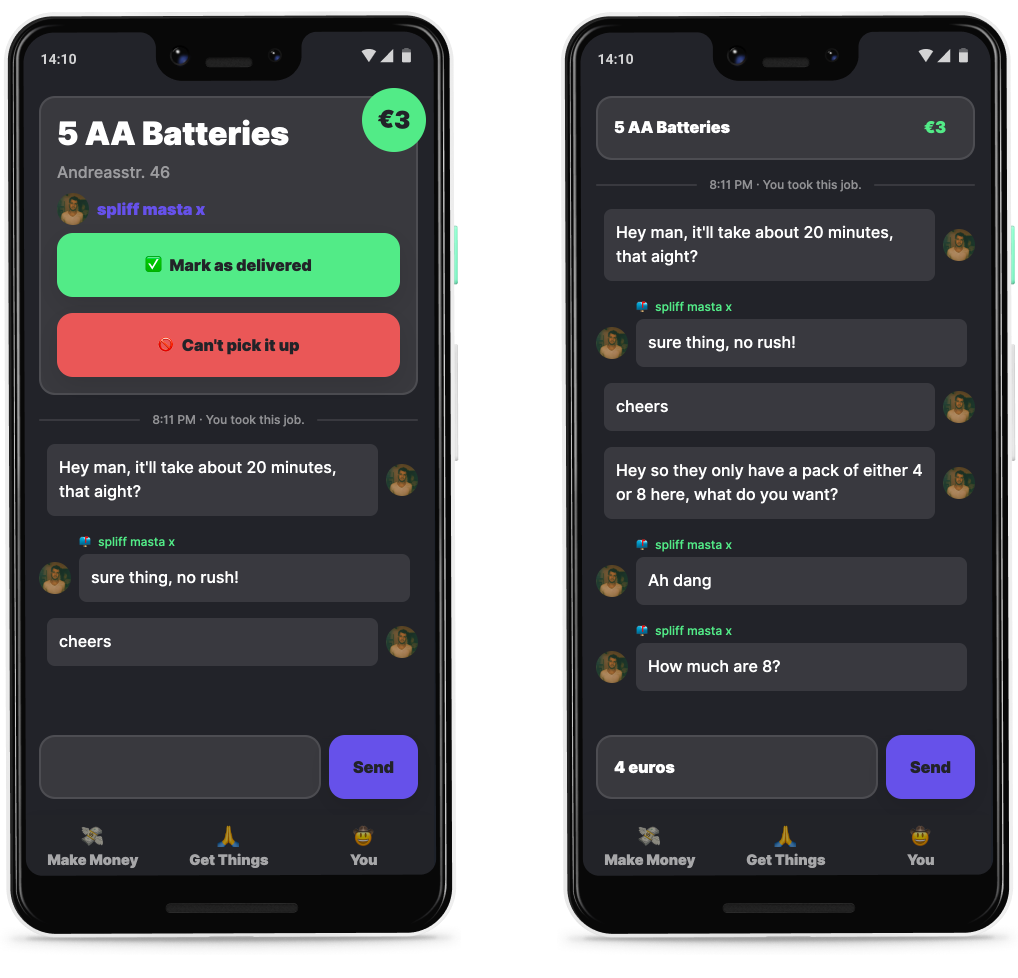 14:10
5 AA Batteries
€3
Andreasstr. 46
spliff masta x
Mark as delivered
Can't pick it up
8:11 PM · You took this job.
Hey man, it'll take about 20 minutes,
that aight?
spliff masta x
sure thing, no rush!
cheers
Send
Make Money
Get Things
You
14:10
5 AA Batteries
€3
8:11 PM · You took this job.
Hey man, it'll take about 20 minutes,
that aight?
spliff masta x
sure thing, no rush!
cheers
Hey so they only have a pack of either 4
or 8 here, what do you want?
spliff masta x
Ah dang
spliff masta x
How much are 8?
4 euros
Send
Make Money
Get Things
You